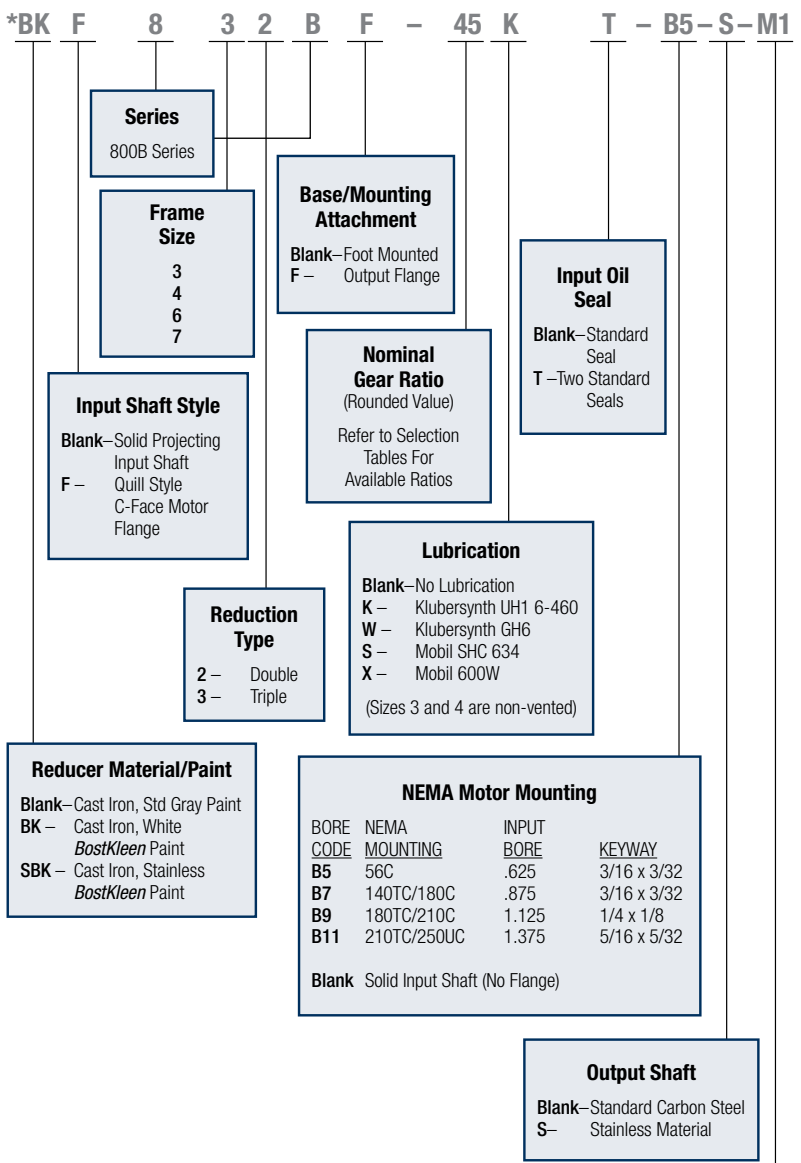 *BK F 8 3 2 B F – 45 K T – B5 – S – M1
Series
800B Series
Frame
Size
3
4
6
7
Base/Mounting
Attachment
Blank–Foot Mounted
F – Output Flange
Input Oil
Seal
Blank–Standard
Seal
T –Two Standard
Seals
Nominal
Gear Ratio
(Rounded Value)
Refer to Selection
Tables For
Available Ratios
Input Shaft Style
Blank–Solid Projecting
Input Shaft
F – Quill Style
C-Face Motor
Flange
Lubrication
Blank–No Lubrication
K – Klubersynth UH1 6-460
W – Klubersynth GH6
S – Mobil SHC 634
X – Mobil 600W
(Sizes 3 and 4 are non-vented)
Reduction
Type
2 – Double
3 – Triple
Reducer Material/Paint
Blank–Cast Iron, Std Gray Paint
BK – Cast Iron, White
BostKleen Paint
SBK – Cast Iron, Stainless
BostKleen Paint
NEMA Motor Mounting
BORE NEMA INPUT
CODE MOUNTING BORE KEYWAY
B5 56C .625 3/16 x 3/32
B7 140TC/180C .875 3/16 x 3/32
B9 180TC/210C 1.125 1/4 x 1/8
B11 210TC/250UC 1.375 5/16 x 5/32
Blank Solid Input Shaft (No Flange)
Output Shaft
Blank–Standard Carbon Steel
S– Stainless Material